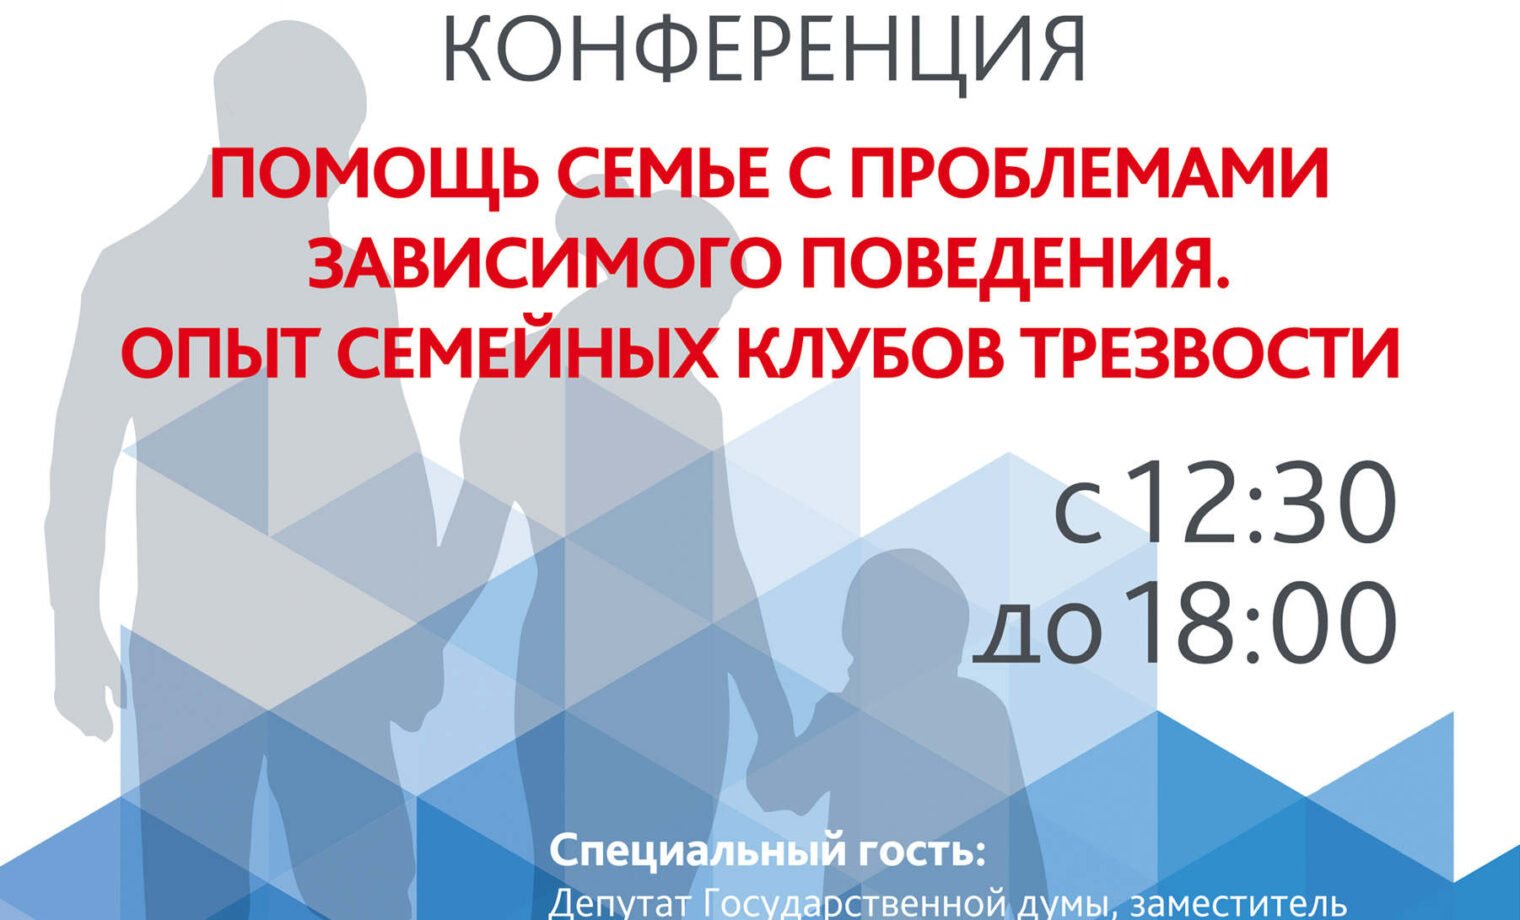 КОНФЕРЕНЦИЯ
ПОМОЩЬ СЕМЬЕ С ПРОБЛЕМАМИ
ЗАВИСИМОГО ПОВЕДЕНИЯ.
ОПЫТ СЕМЕЙНЫХ КЛУБОВ ТРЕЗВОСТИ
с 12:30
до 18:00
Специальный гость:
Депутат Государственной думы, заместитель